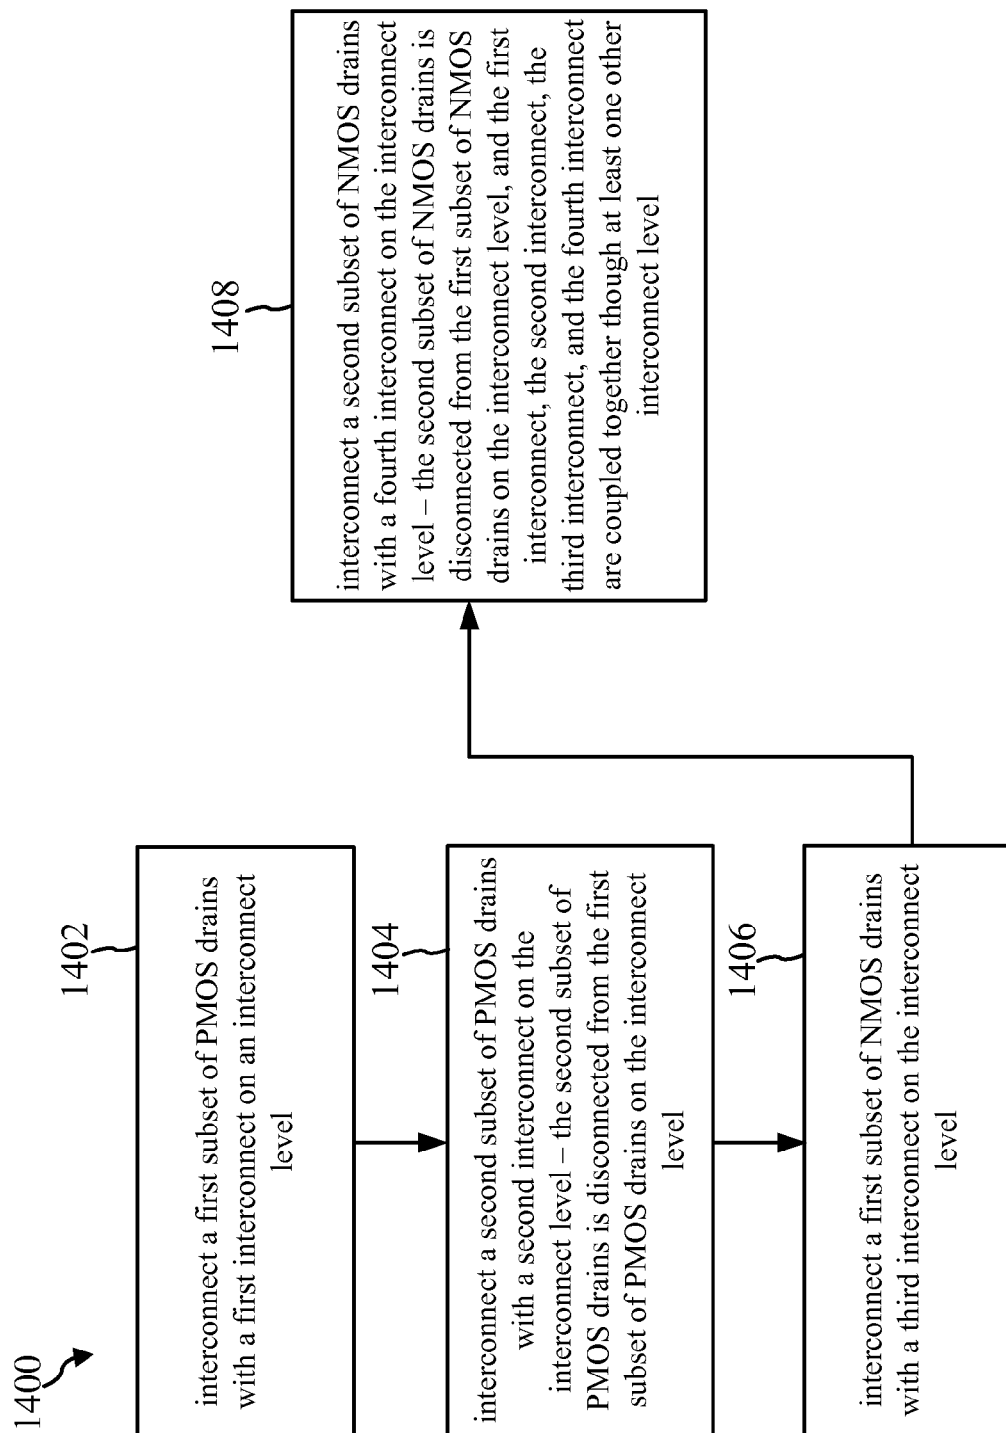 1400
1402
interconnect a first subset of PMOS drains
with a first interconnect on an interconnect
level
1404
interconnect a second subset of PMOS drains
with a second interconnect on the
interconnect level – the second subset of
PMOS drains is disconnected from the first
subset of PMOS drains on the interconnect
level
1406
interconnect a first subset of NMOS drains
with a third interconnect on the interconnect
level
1408
interconnect a second subset of NMOS drains
with a fourth interconnect on the interconnect
level – the second subset of NMOS drains is
disconnected from the first subset of NMOS
drains on the interconnect level, and the first
interconnect, the second interconnect, the
third interconnect, and the fourth interconnect
are coupled together though at least one other
interconnect level